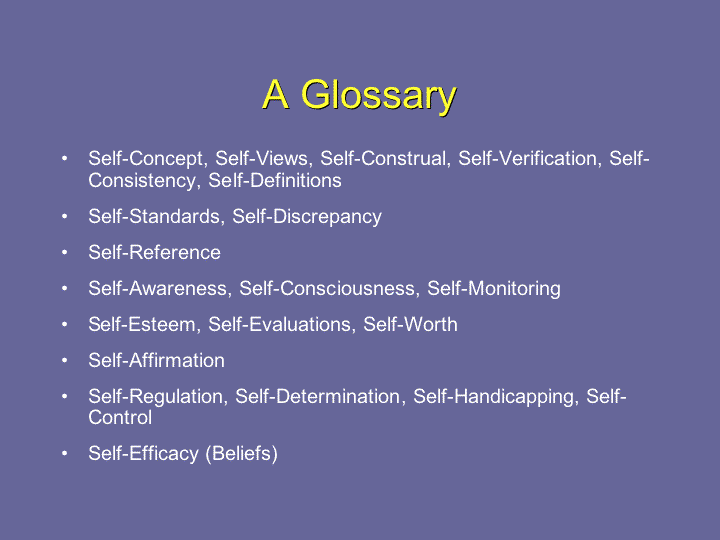 A Glossary
• Self-Concept, Self-Views, Self-Construal, Self-Verification, Self-
Consistency, Self-Definitions
• Self-Standards, Self-Discrepancy
• Self-Reference
• Self-Awareness, Self-Consciousness, Self-Monitoring
• Self-Esteem, Self-Evaluations, Self-Worth
• Self-Affirmation
• Self-Regulation, Self-Determination, Self-Handicapping, Self-
Control
• Self-Efficacy (Beliefs)